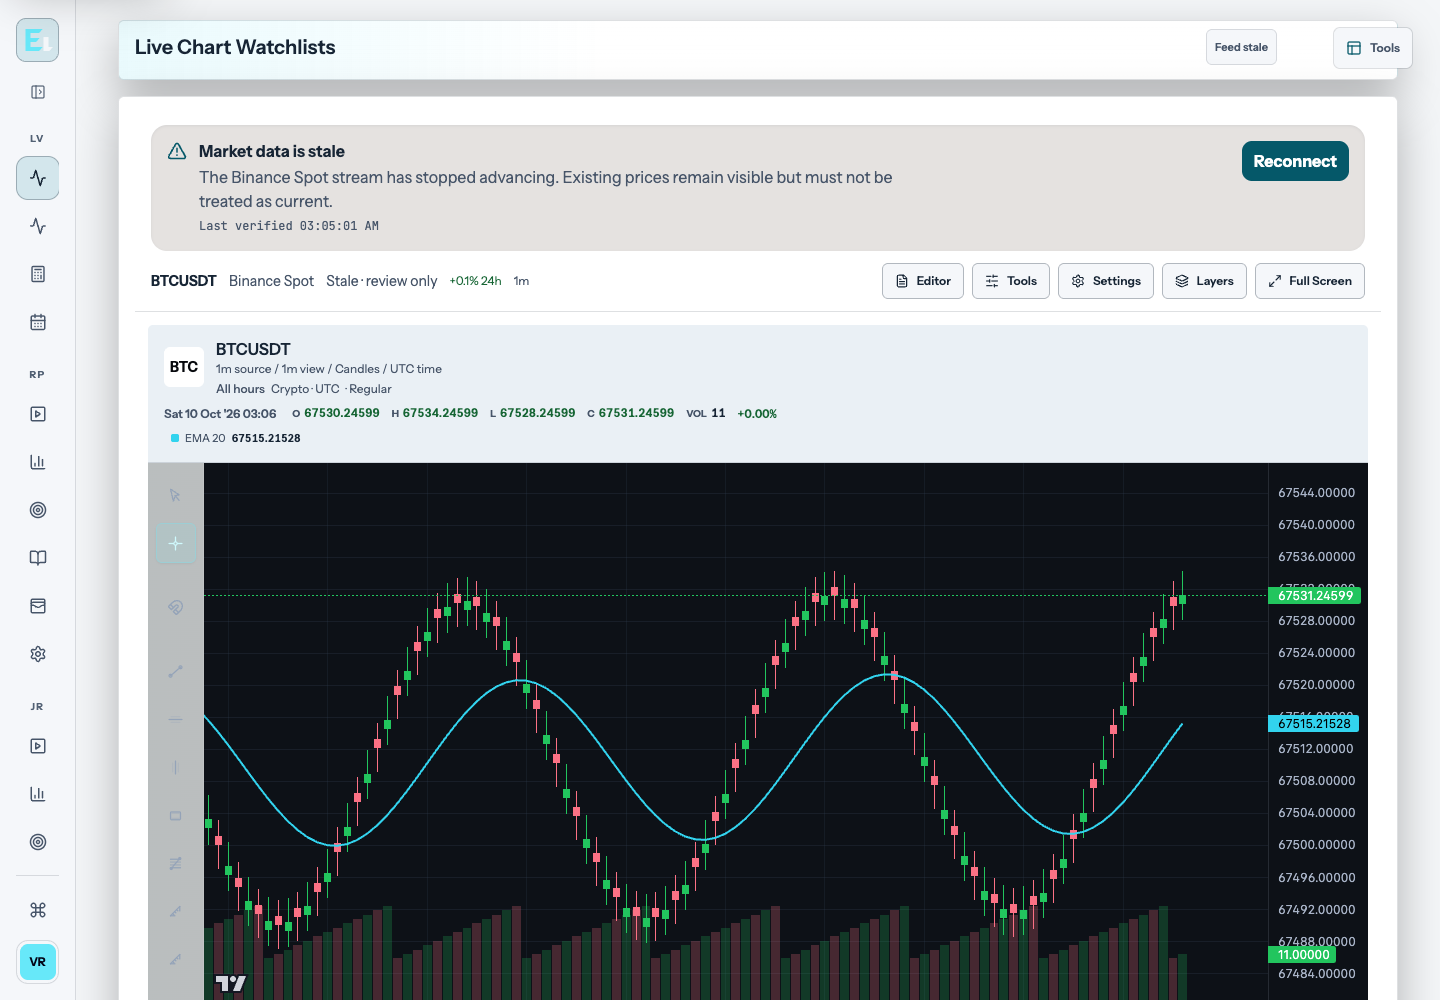 EL
Live Chart Watchlists
Feed stale
Tools
LV
RP
JR
VR
Market data is stale
The Binance Spot stream has stopped advancing. Existing prices remain visible but must not be
treated as current.
Last verified 03:05:01 AM
Reconnect
BTCUSDT Binance Spot Stale · review only +0.1% 24h 1m
Editor
Tools
Settings
Layers
Full Screen
BTC
BTCUSDT
1m source / 1m view / Candles / UTC time
All hours Crypto · UTC · Regular
Sat 10 Oct '26 03:06 O 67530.24599 H 67534.24599 L 67528.24599 C 67531.24599 VOL 11 +0.00%
EMA 20 67515.21528
67544.00000
67540.00000
67536.00000
67531.24599
67528.00000
67524.00000
67520.00000
67515.21528
67512.00000
67508.00000
67504.00000
67500.00000
67496.00000
67492.00000
67488.00000
11.00000
67484.00000